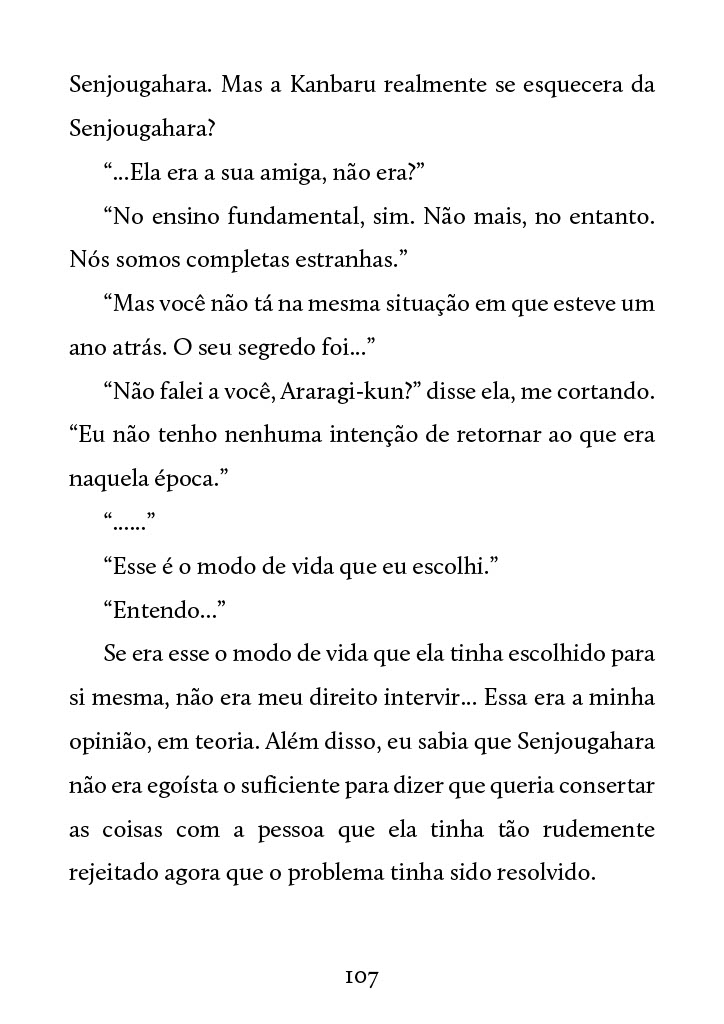 Senjougahara. Mas a Kanbaru realmente se esquecera da
Senjougahara?
“...Ela era a sua amiga, não era?”
“No ensino fundamental, sim. Não mais, no entanto.
Nós somos completas estranhas.”
“Mas você não tá na mesma situação em que esteve um
ano atrás. O seu segredo foi...”
“Não falei a você, Araragi-kun?” disse ela, me cortando.
“Eu não tenho nenhuma intenção de retornar ao que era
naquela época.”
“......”
“Esse é o modo de vida que eu escolhi.”
“Entendo...”
Se era esse o modo de vida que ela tinha escolhido para
si mesma, não era meu direito intervir... Essa era a minha
opinião, em teoria. Além disso, eu sabia que Senjougahara
não era egoísta o suficiente para dizer que queria consertar
as coisas com a pessoa que ela tinha tão rudemente
rejeitado agora que o problema tinha sido resolvido.
107